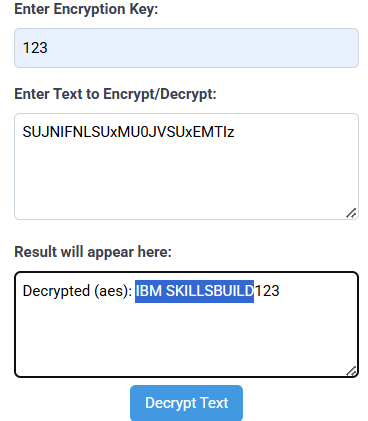 Enter Encryption Key:
123
Enter Text to Encrypt/Decrypt:
SUJNIFNLSUxMU0JVSUxEMTIz
Result will appear here:
Decrypted (aes): IBM SKILLSBUILD123
Decrypt Text